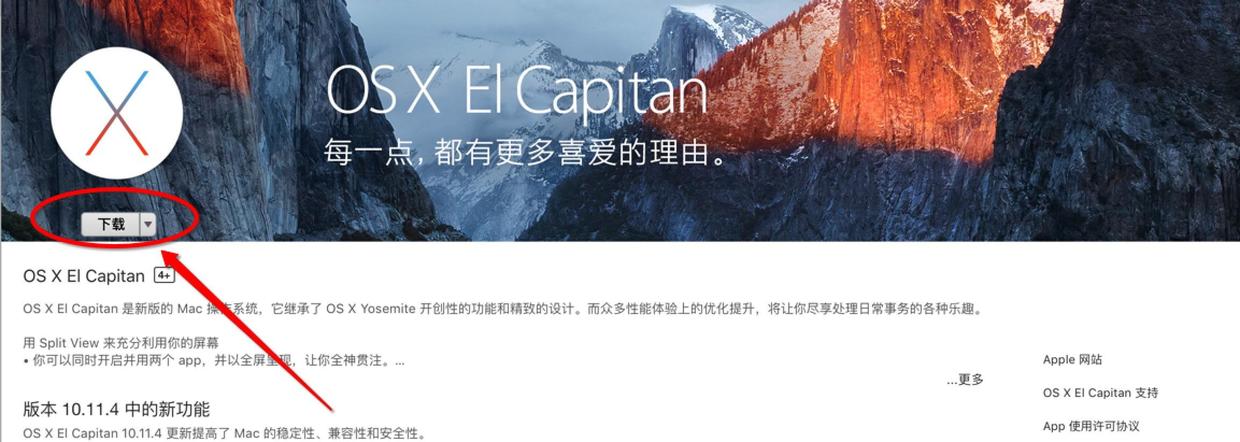 OS X El Capitan
每一点，都有更多喜爱的理由。
下载
OS X El Capitan 4+
OS X El Capitan 是新版的 Mac 操作系统，它继承了 OS X Yosemite 开创性的功能和精致的设计。而众多性能体验上的优化提升，将让你尽享处理日常事务的各种乐趣。
用 Split View 来充分利用你的屏幕
• 你可以同时开启并用两个 app，并以全屏呈现，让你全神贯注。...
...更多
Apple 网站
OS X El Capitan 支持
App 使用许可协议
版本 10.11.4 中的新功能
OS X El Capitan 10.11.4 更新提高了 Mac 的稳定性、兼容性和安全性。